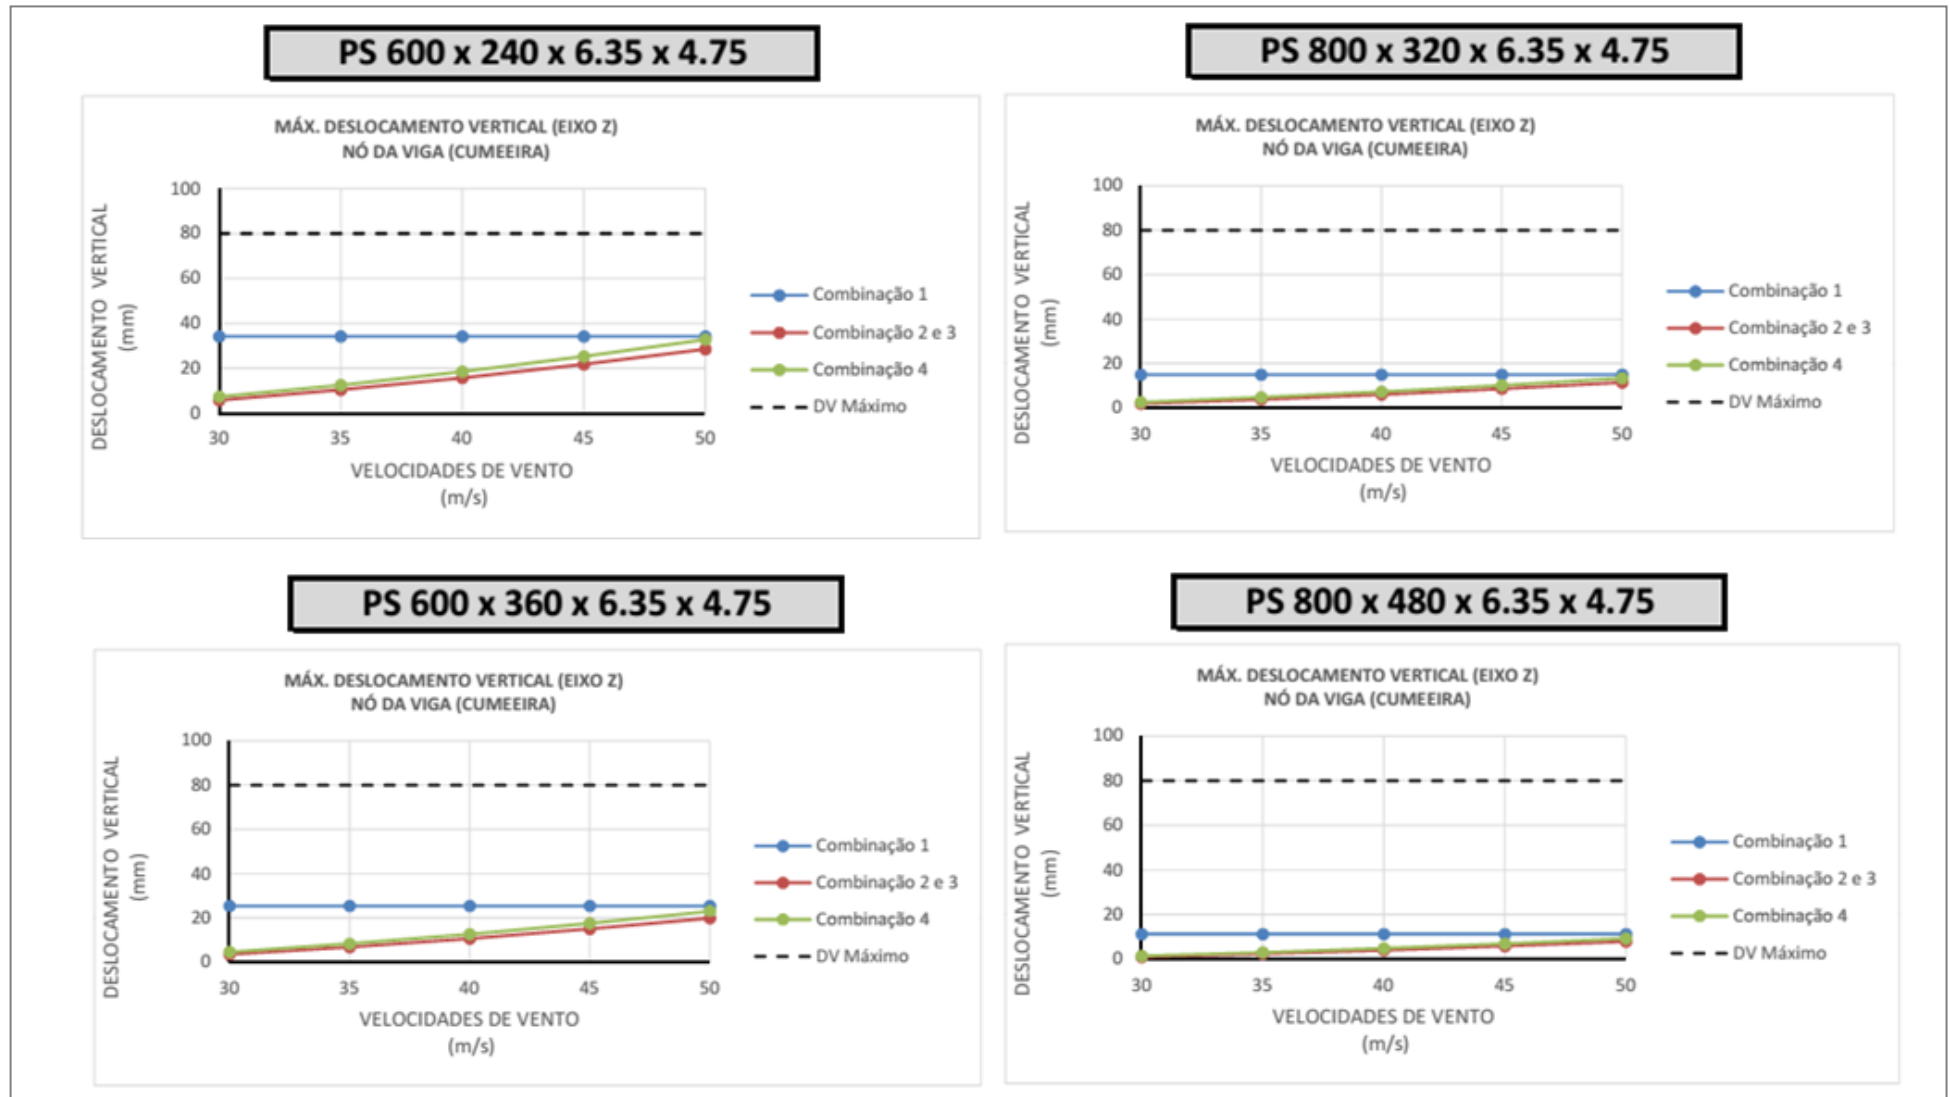 PS 600 x 240 x 6.35 x 4.75
MÁX. DESLOCAMENTO VERTICAL (EIXO Z)
NÓ DA VIGA (CUMEEIRA)
DESLOCAMENTO VERTICAL
(mm)
100
80
60
40
20
0
30 35 40 45 50
VELOCIDADES DE VENTO
(m/s)
Combinação 1
Combinação 2 e 3
Combinação 4
DV Máximo
PS 800 x 320 x 6.35 x 4.75
MÁX. DESLOCAMENTO VERTICAL (EIXO Z)
NÓ DA VIGA (CUMEEIRA)
DESLOCAMENTO VERTICAL
(mm)
100
80
60
40
20
0
30 35 40 45 50
VELOCIDADES DE VENTO
(m/s)
Combinação 1
Combinação 2 e 3
Combinação 4
DV Máximo
PS 600 x 360 x 6.35 x 4.75
MÁX. DESLOCAMENTO VERTICAL (EIXO Z)
NÓ DA VIGA (CUMEEIRA)
DESLOCAMENTO VERTICAL
(mm)
100
80
60
40
20
0
30 35 40 45 50
VELOCIDADES DE VENTO
(m/s)
Combinação 1
Combinação 2 e 3
Combinação 4
DV Máximo
PS 800 x 480 x 6.35 x 4.75
MÁX. DESLOCAMENTO VERTICAL (EIXO Z)
NÓ DA VIGA (CUMEEIRA)
DESLOCAMENTO VERTICAL
(mm)
100
80
60
40
20
0
30 35 40 45 50
VELOCIDADES DE VENTO
(m/s)
Combinação 1
Combinação 2 e 3
Combinação 4
DV Máximo